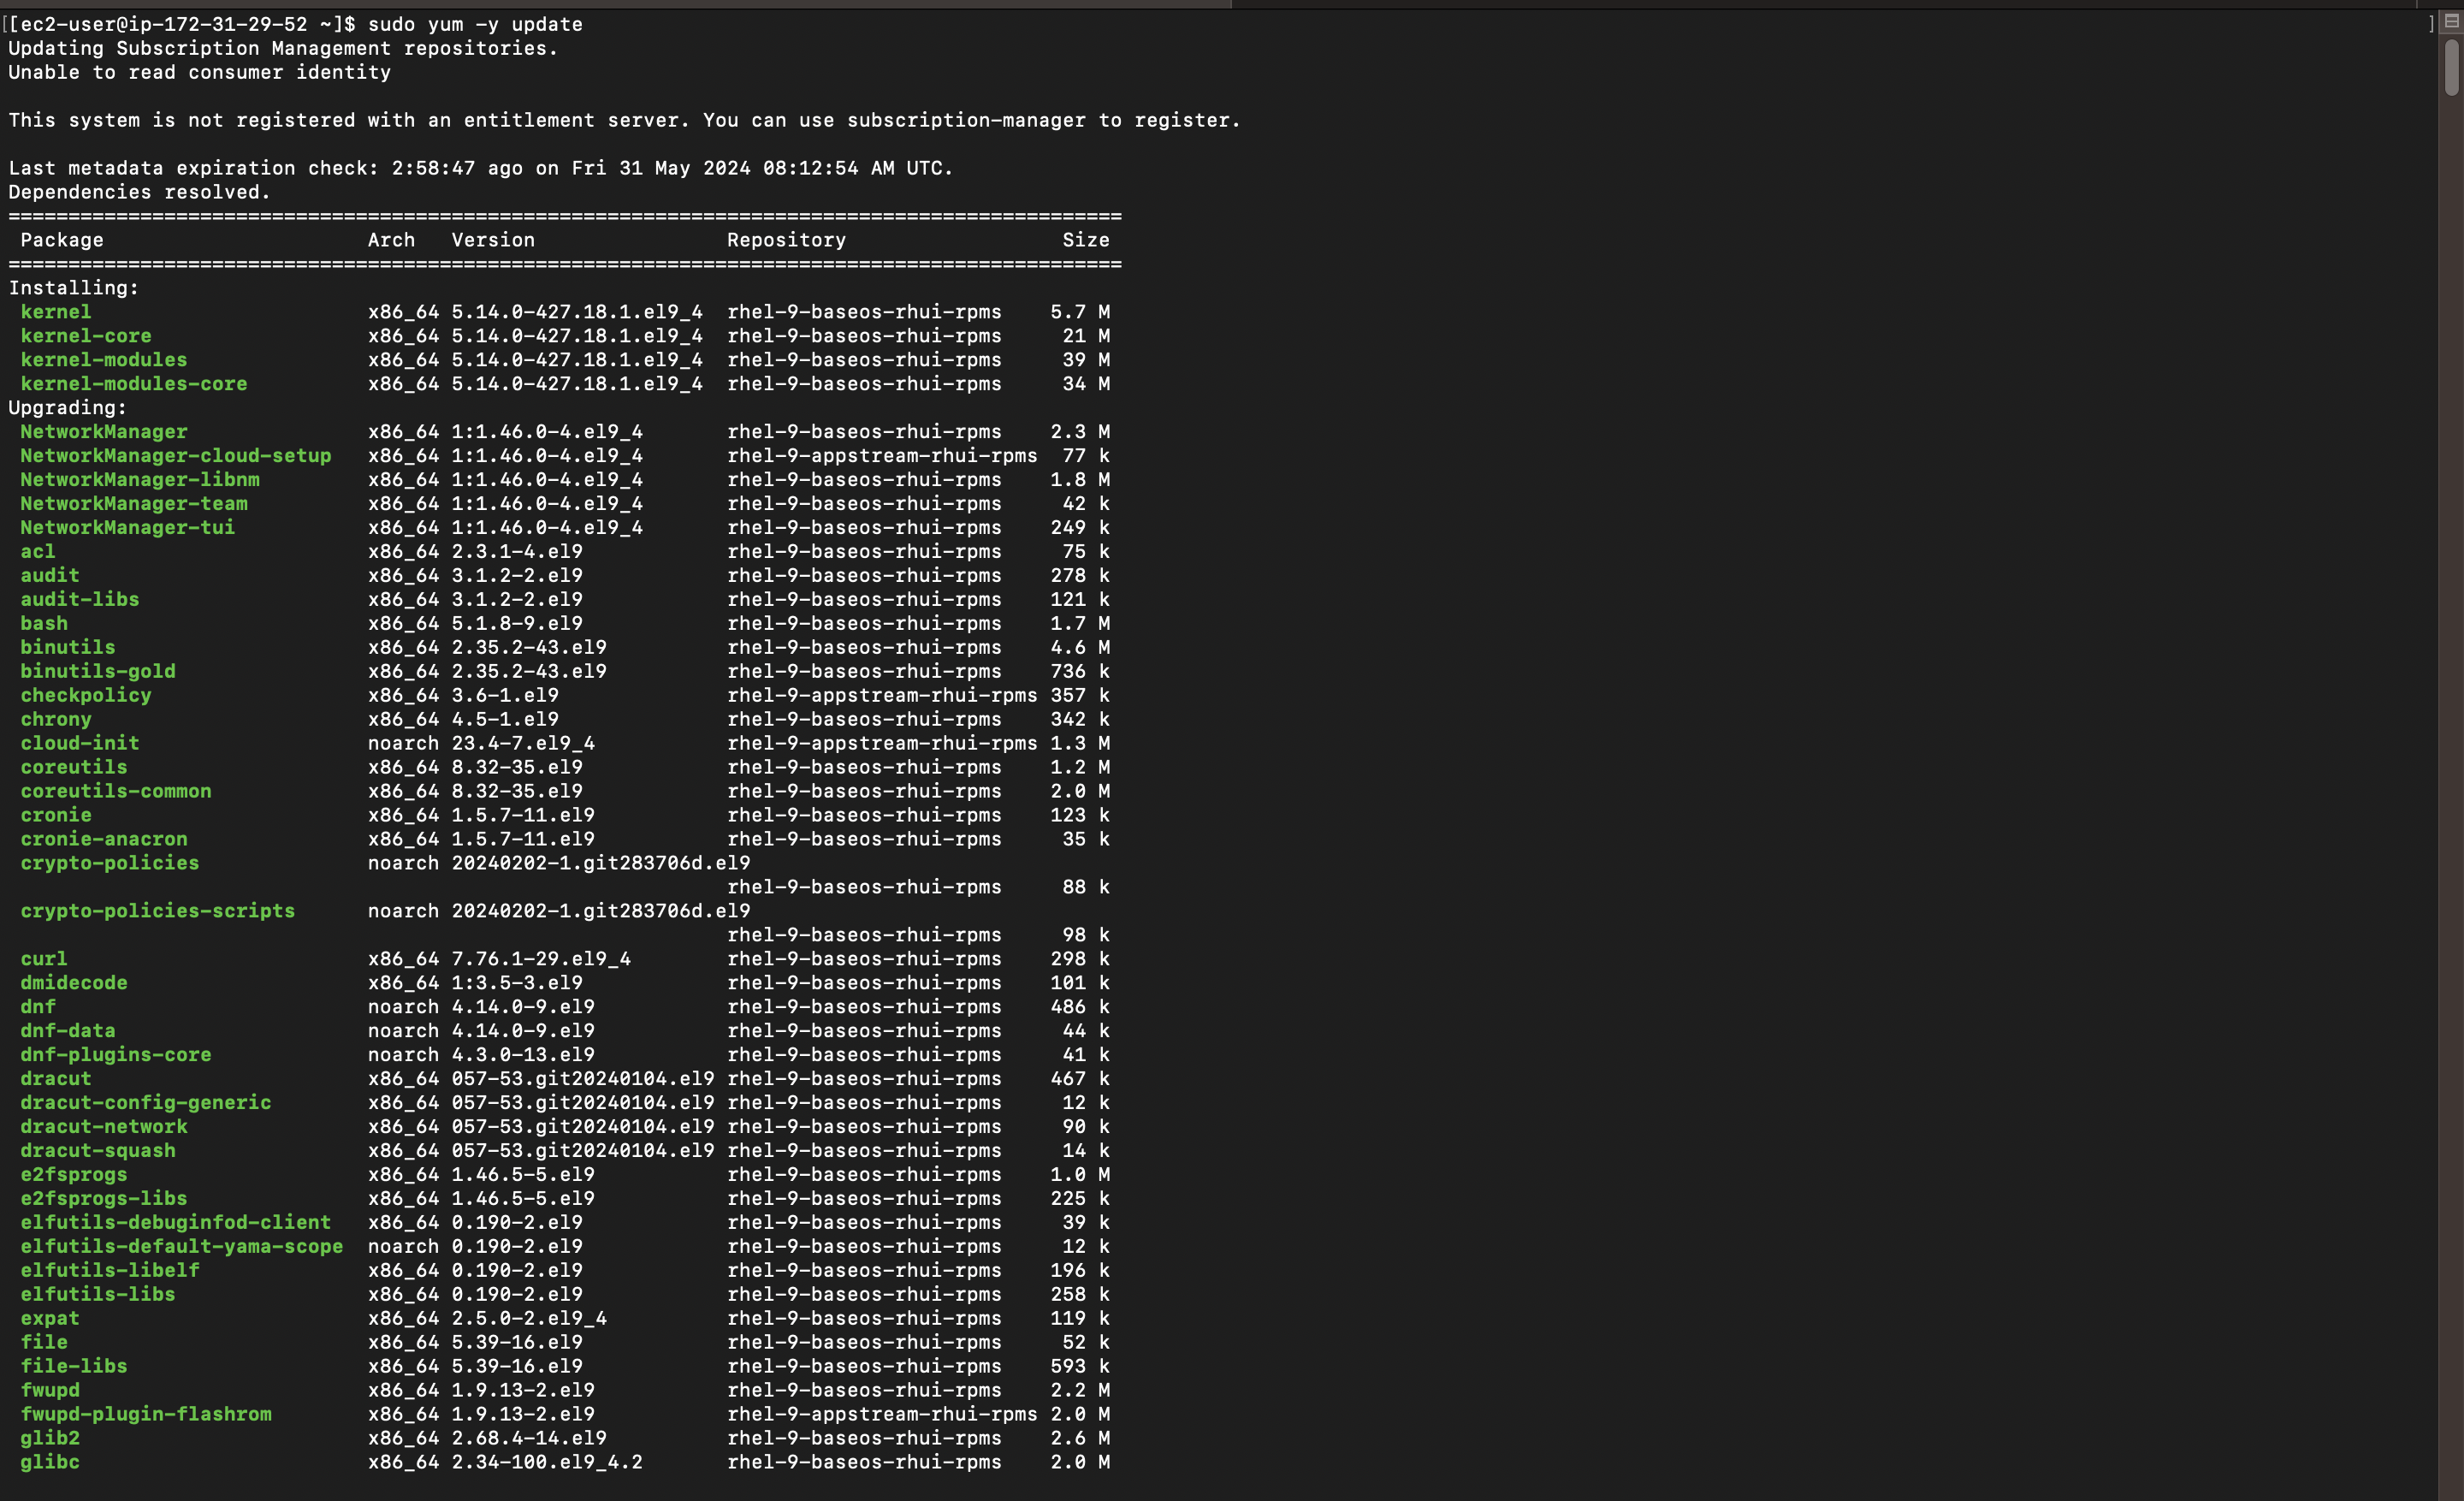 [[ec2-user@ip-172-31-29-52 ~]$ sudo yum -y update ]
Updating Subscription Management repositories.
Unable to read consumer identity
This system is not registered with an entitlement server. You can use subscription-manager to register.
Last metadata expiration check: 2:58:47 ago on Fri 31 May 2024 08:12:54 AM UTC.
Dependencies resolved.
=============================================================================================
Package Arch Version Repository Size
=============================================================================================
Installing:
kernel x86_64 5.14.0-427.18.1.el9_4 rhel-9-baseos-rhui-rpms 5.7 M
kernel-core x86_64 5.14.0-427.18.1.el9_4 rhel-9-baseos-rhui-rpms 21 M
kernel-modules x86_64 5.14.0-427.18.1.el9_4 rhel-9-baseos-rhui-rpms 39 M
kernel-modules-core x86_64 5.14.0-427.18.1.el9_4 rhel-9-baseos-rhui-rpms 34 M
Upgrading:
NetworkManager x86_64 1:1.46.0-4.el9_4 rhel-9-baseos-rhui-rpms 2.3 M
NetworkManager-cloud-setup x86_64 1:1.46.0-4.el9_4 rhel-9-appstream-rhui-rpms 77 k
NetworkManager-libnm x86_64 1:1.46.0-4.el9_4 rhel-9-baseos-rhui-rpms 1.8 M
NetworkManager-team x86_64 1:1.46.0-4.el9_4 rhel-9-baseos-rhui-rpms 42 k
NetworkManager-tui x86_64 1:1.46.0-4.el9_4 rhel-9-baseos-rhui-rpms 249 k
acl x86_64 2.3.1-4.el9 rhel-9-baseos-rhui-rpms 75 k
audit x86_64 3.1.2-2.el9 rhel-9-baseos-rhui-rpms 278 k
audit-libs x86_64 3.1.2-2.el9 rhel-9-baseos-rhui-rpms 121 k
bash x86_64 5.1.8-9.el9 rhel-9-baseos-rhui-rpms 1.7 M
binutils x86_64 2.35.2-43.el9 rhel-9-baseos-rhui-rpms 4.6 M
binutils-gold x86_64 2.35.2-43.el9 rhel-9-baseos-rhui-rpms 736 k
checkpolicy x86_64 3.6-1.el9 rhel-9-appstream-rhui-rpms 357 k
chrony x86_64 4.5-1.el9 rhel-9-baseos-rhui-rpms 342 k
cloud-init noarch 23.4-7.el9_4 rhel-9-appstream-rhui-rpms 1.3 M
coreutils x86_64 8.32-35.el9 rhel-9-baseos-rhui-rpms 1.2 M
coreutils-common x86_64 8.32-35.el9 rhel-9-baseos-rhui-rpms 2.0 M
cronie x86_64 1.5.7-11.el9 rhel-9-baseos-rhui-rpms 123 k
cronie-anacron x86_64 1.5.7-11.el9 rhel-9-baseos-rhui-rpms 35 k
crypto-policies noarch 20240202-1.git283706d.el9
rhel-9-baseos-rhui-rpms 88 k
crypto-policies-scripts noarch 20240202-1.git283706d.el9
rhel-9-baseos-rhui-rpms 98 k
curl x86_64 7.76.1-29.el9_4 rhel-9-baseos-rhui-rpms 298 k
dmidecode x86_64 1:3.5-3.el9 rhel-9-baseos-rhui-rpms 101 k
dnf noarch 4.14.0-9.el9 rhel-9-baseos-rhui-rpms 486 k
dnf-data noarch 4.14.0-9.el9 rhel-9-baseos-rhui-rpms 44 k
dnf-plugins-core noarch 4.3.0-13.el9 rhel-9-baseos-rhui-rpms 41 k
dracut x86_64 057-53.git20240104.el9 rhel-9-baseos-rhui-rpms 467 k
dracut-config-generic x86_64 057-53.git20240104.el9 rhel-9-baseos-rhui-rpms 12 k
dracut-network x86_64 057-53.git20240104.el9 rhel-9-baseos-rhui-rpms 90 k
dracut-squash x86_64 057-53.git20240104.el9 rhel-9-baseos-rhui-rpms 14 k
e2fsprogs x86_64 1.46.5-5.el9 rhel-9-baseos-rhui-rpms 1.0 M
e2fsprogs-libs x86_64 1.46.5-5.el9 rhel-9-baseos-rhui-rpms 225 k
elfutils-debuginfod-client x86_64 0.190-2.el9 rhel-9-baseos-rhui-rpms 39 k
elfutils-default-yama-scope noarch 0.190-2.el9 rhel-9-baseos-rhui-rpms 12 k
elfutils-libelf x86_64 0.190-2.el9 rhel-9-baseos-rhui-rpms 196 k
elfutils-libs x86_64 0.190-2.el9 rhel-9-baseos-rhui-rpms 258 k
expat x86_64 2.5.0-2.el9_4 rhel-9-baseos-rhui-rpms 119 k
file x86_64 5.39-16.el9 rhel-9-baseos-rhui-rpms 52 k
file-libs x86_64 5.39-16.el9 rhel-9-baseos-rhui-rpms 593 k
fwupd x86_64 1.9.13-2.el9 rhel-9-baseos-rhui-rpms 2.2 M
fwupd-plugin-flashrom x86_64 1.9.13-2.el9 rhel-9-appstream-rhui-rpms 2.0 M
glib2 x86_64 2.68.4-14.el9 rhel-9-baseos-rhui-rpms 2.6 M
glibc x86_64 2.34-100.el9_4.2 rhel-9-baseos-rhui-rpms 2.0 M